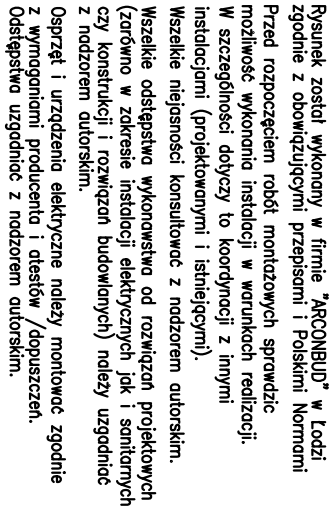 Rysunek został wykonany w firmie "ARCONBUD" w Łodzi
zgodnie z obowiązującymi przepisami i Polskimi Normami
Przed rozpoczęciem robót montażowych sprawdzic
możliwość wykonania instalacji w warunkach realizacji.
W szczególności dotyczy to koordynacji z innymi
instalacjami (projektowanymi i istniejącymi).
Wszelkie niejasności konsultować z nadzorem autorskim.
Wszelkie odstępstwa wykonawstwa od rozwiązań projektowych
(zarówno w zakresie instalacji elektrycznych jak i sanitarnych
czy konstrukcji i rozwiązań budowlanych) należy uzgadniać
z nadzorem autorskim.
Osprzęt i urządzenia elektryczne należy montować zgodnie
z wymaganiami producenta i atestów /dopuszczeń.
Odstępstwa uzgadniać z nadzorem autorskim.